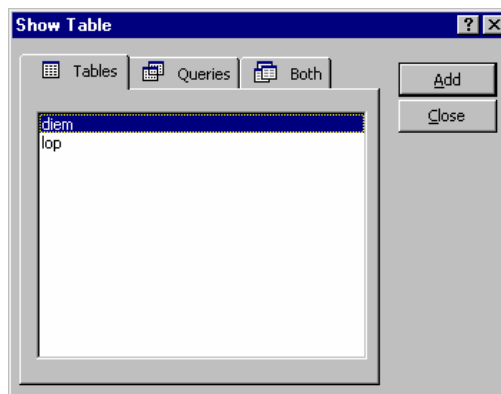 Show Table
Tables Queries Both
Add
Close
diem
lop